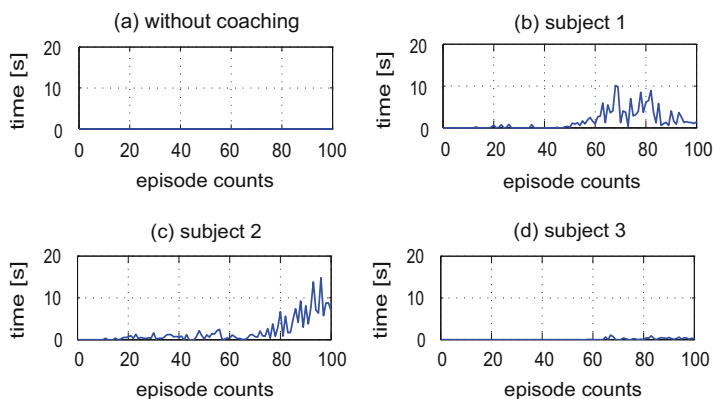 (a) without coaching
time [s]
20
10
0
0 20 40 60 80 100
episode counts
(b) subject 1
time [s]
20
10
0
0 20 40 60 80 100
episode counts
(c) subject 2
time [s]
20
10
0
0 20 40 60 80 100
episode counts
(d) subject 3
time [s]
20
10
0
0 20 40 60 80 100
episode counts